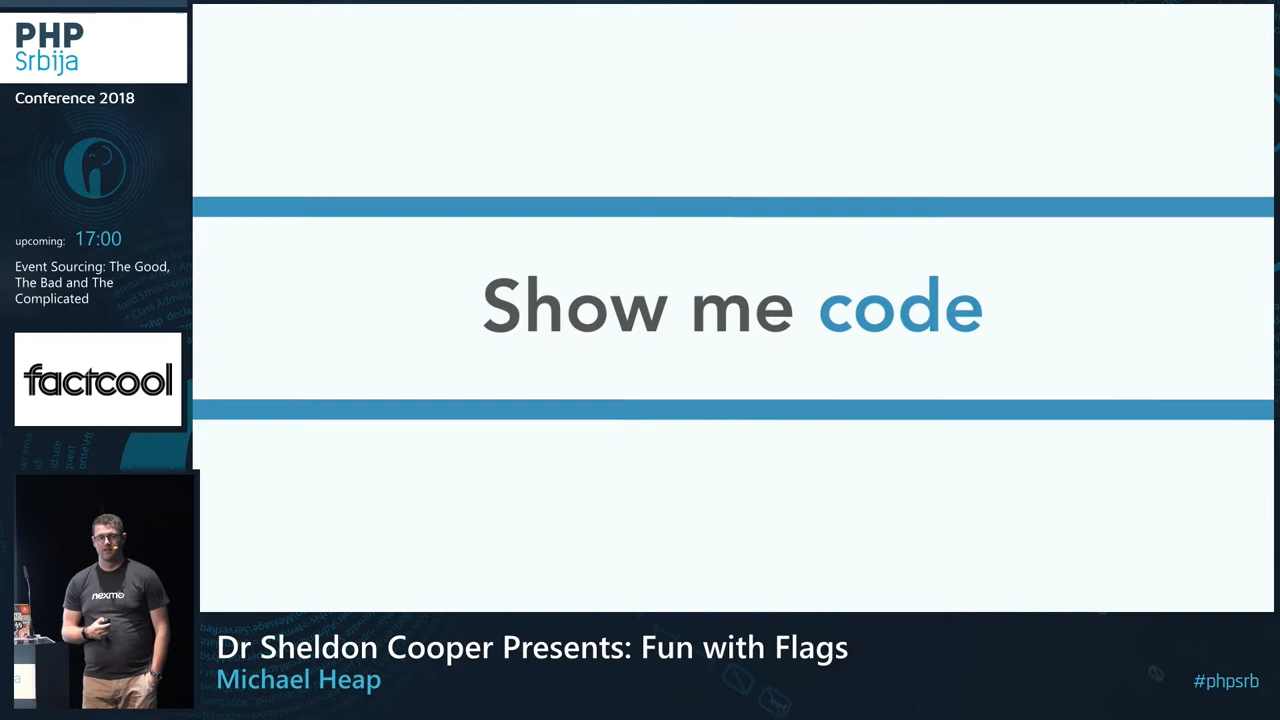 PHP
Srbija
Conference 2018
upcoming: 17:00
Event Sourcing: The Good,
The Bad and The
Complicated
factcool
Show me code
nexmo
Dr Sheldon Cooper Presents: Fun with Flags
Michael Heap
#phpsrb